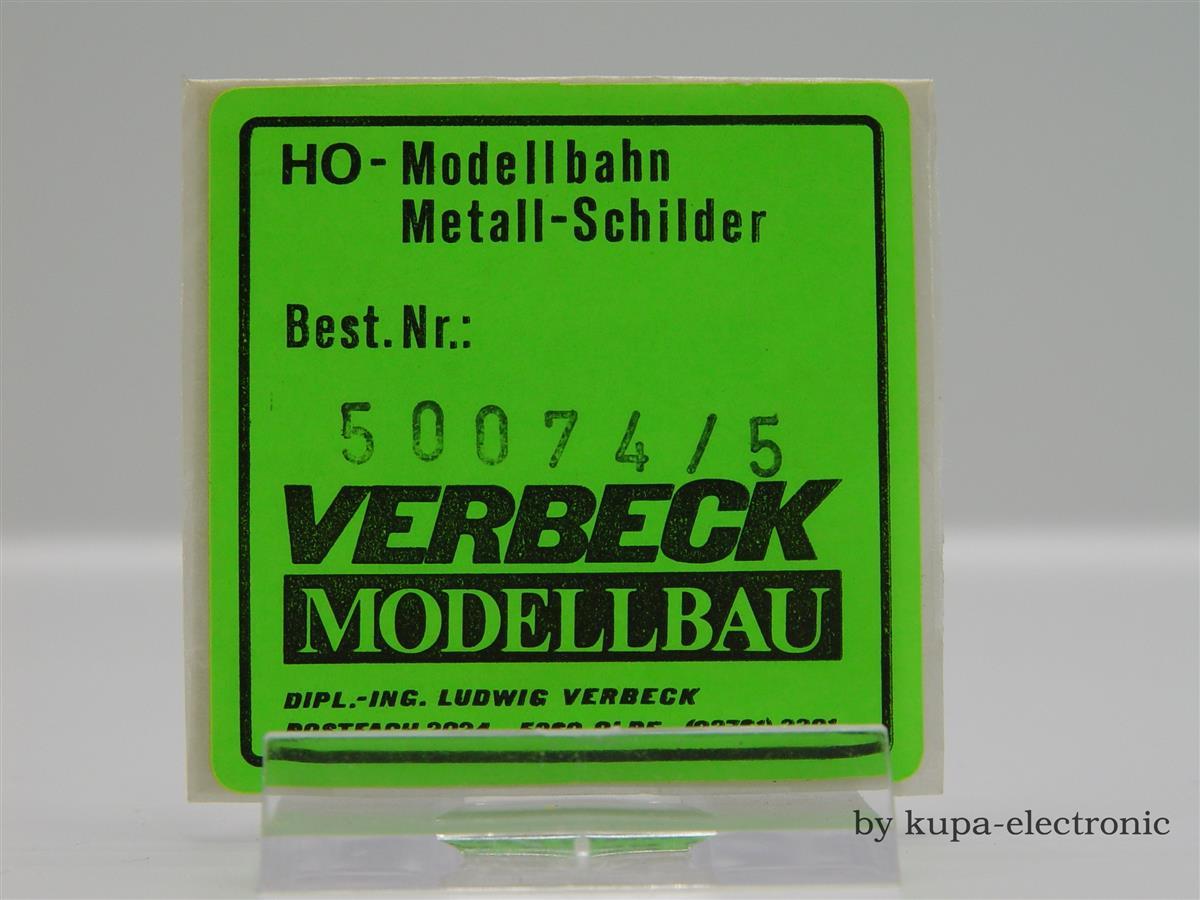 HO-Modellbahn
Metall-Schilder
Best.Nr.:
50074/5
VERBECK
MODELLBAU
DIPL.-ING. LUDWIG VERBECK
by kupa-electronic